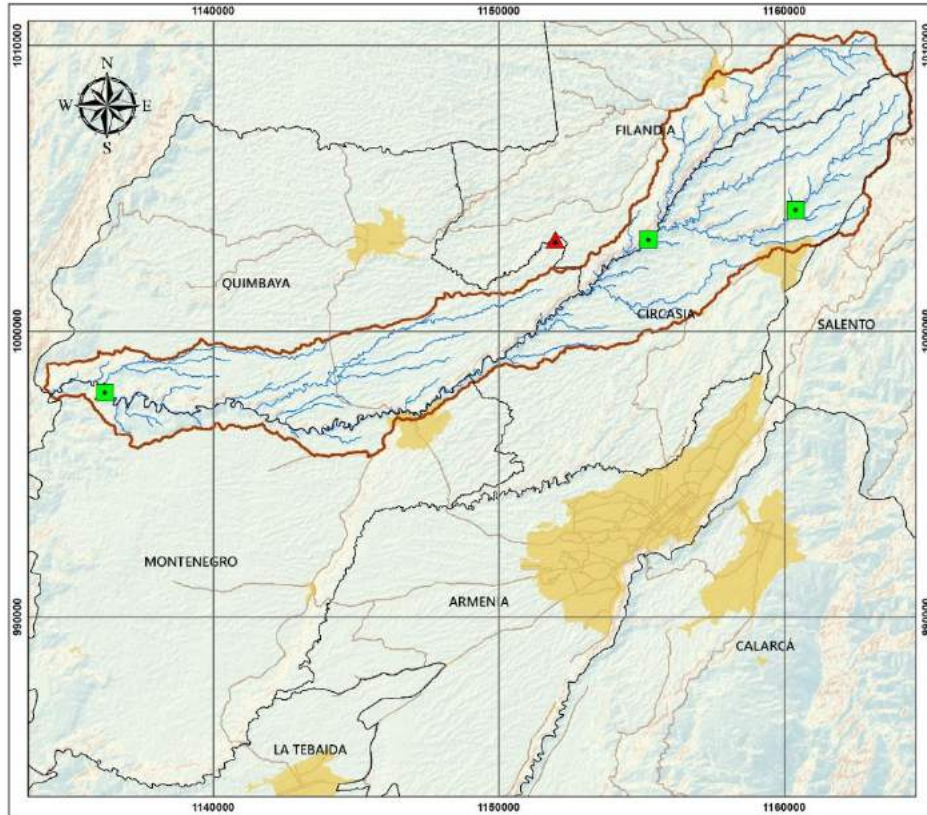 1140000 1150000 1160000
1010000 1010000
N
W E
S
FILANDIA
QUIMBAYA
CIRCASIA
SALENTO
1000000 1000000
MONTENEGRO
ARMENIA
990000 990000
CALARCÁ
LA TEBAIDA
1140000 1150000 1160000